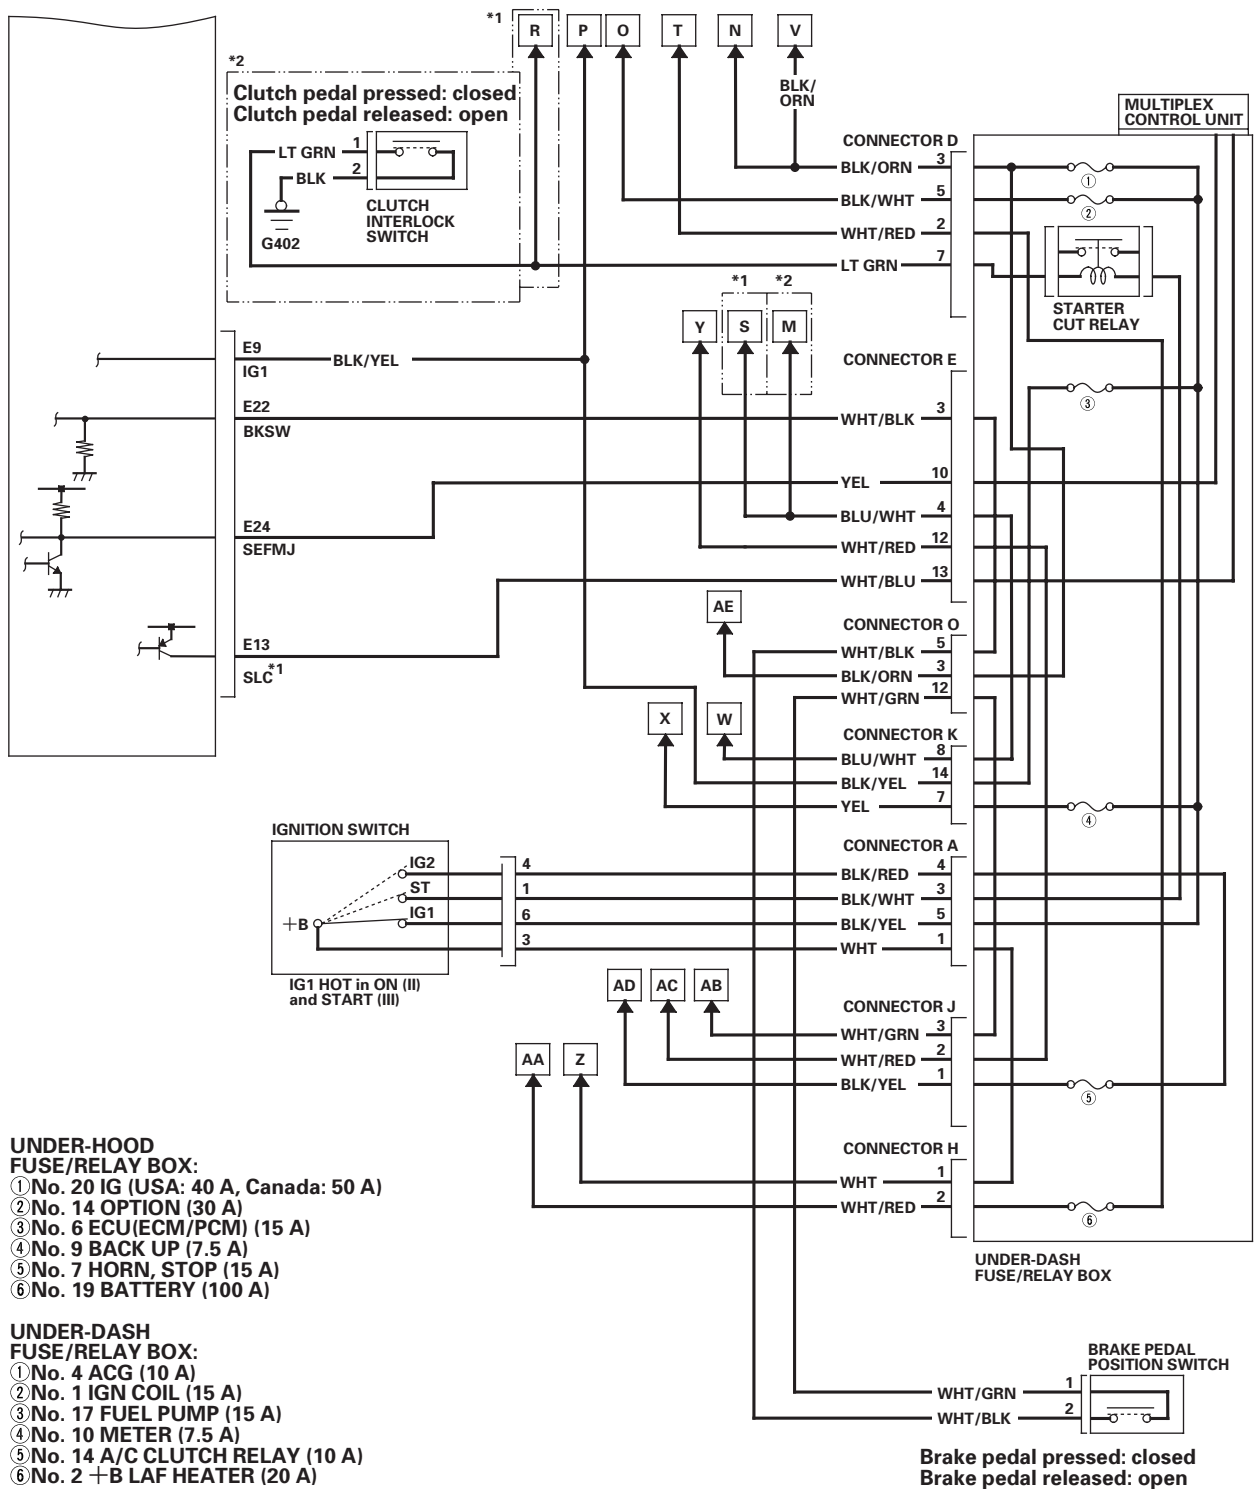 *1
R
P
O
T
N
V
*2
Clutch pedal pressed: closed
Clutch pedal released: open
LT GRN
1
BLK
2
CLUTCH
INTERLOCK
SWITCH
G402
BLK/
ORN
MULTIPLEX
CONTROL UNIT
CONNECTOR D
BLK/ORN
3
①
BLK/WHT
5
②
WHT/RED
2
LT GRN
7
STARTER
CUT RELAY
*1
*2
Y
S
M
E9
IG1
BLK/YEL
CONNECTOR E
③
E22
BKSW
WHT/BLK
3
YEL
10
BLU/WHT
4
E24
SEFMJ
WHT/RED
12
WHT/BLU
13
AE
E13
SLC*1
CONNECTOR O
WHT/BLK
5
BLK/ORN
3
WHT/GRN
12
X
W
CONNECTOR K
BLU/WHT
8
BLK/YEL
14
YEL
7
④
IGNITION SWITCH
IG2
ST
IG1
+B
4
1
6
3
IG1 HOT in ON (II)
and START (III)
CONNECTOR A
BLK/RED
4
BLK/WHT
3
BLK/YEL
5
WHT
1
AD
AC
AB
CONNECTOR J
WHT/GRN
3
WHT/RED
2
BLK/YEL
1
⑤
AA
Z
CONNECTOR H
WHT
1
WHT/RED
2
⑥
UNDER-DASH
FUSE/RELAY BOX
UNDER-HOOD
FUSE/RELAY BOX:
①No. 20 IG (USA: 40 A, Canada: 50 A)
②No. 14 OPTION (30 A)
③No. 6 ECU(ECM/PCM) (15 A)
④No. 9 BACK UP (7.5 A)
⑤No. 7 HORN, STOP (15 A)
⑥No. 19 BATTERY (100 A)
UNDER-DASH
FUSE/RELAY BOX:
①No. 4 ACG (10 A)
②No. 1 IGN COIL (15 A)
③No. 17 FUEL PUMP (15 A)
④No. 10 METER (7.5 A)
⑤No. 14 A/C CLUTCH RELAY (10 A)
⑥No. 2 +B LAF HEATER (20 A)
BRAKE PEDAL
POSITION SWITCH
WHT/GRN
1
WHT/BLK
2
Brake pedal pressed: closed
Brake pedal released: open